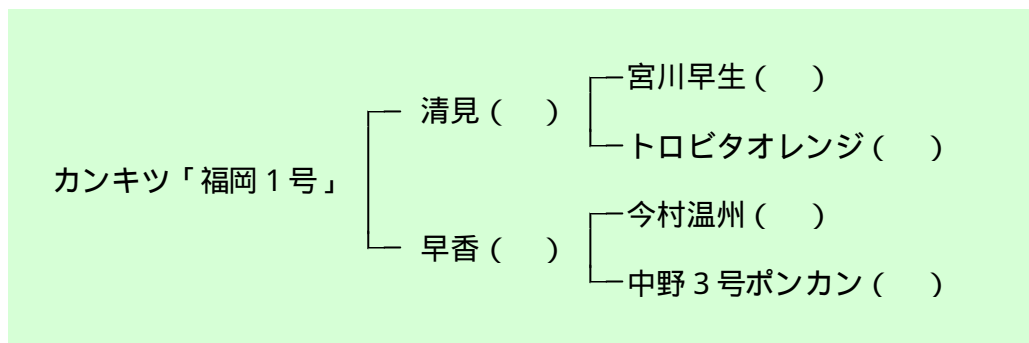 宮川早生(　)
清見(　)
トロビタオレンジ(　)
カンキツ「福岡1号」
今村温州(　)
早香(　)
中野3号ポンカン(　)